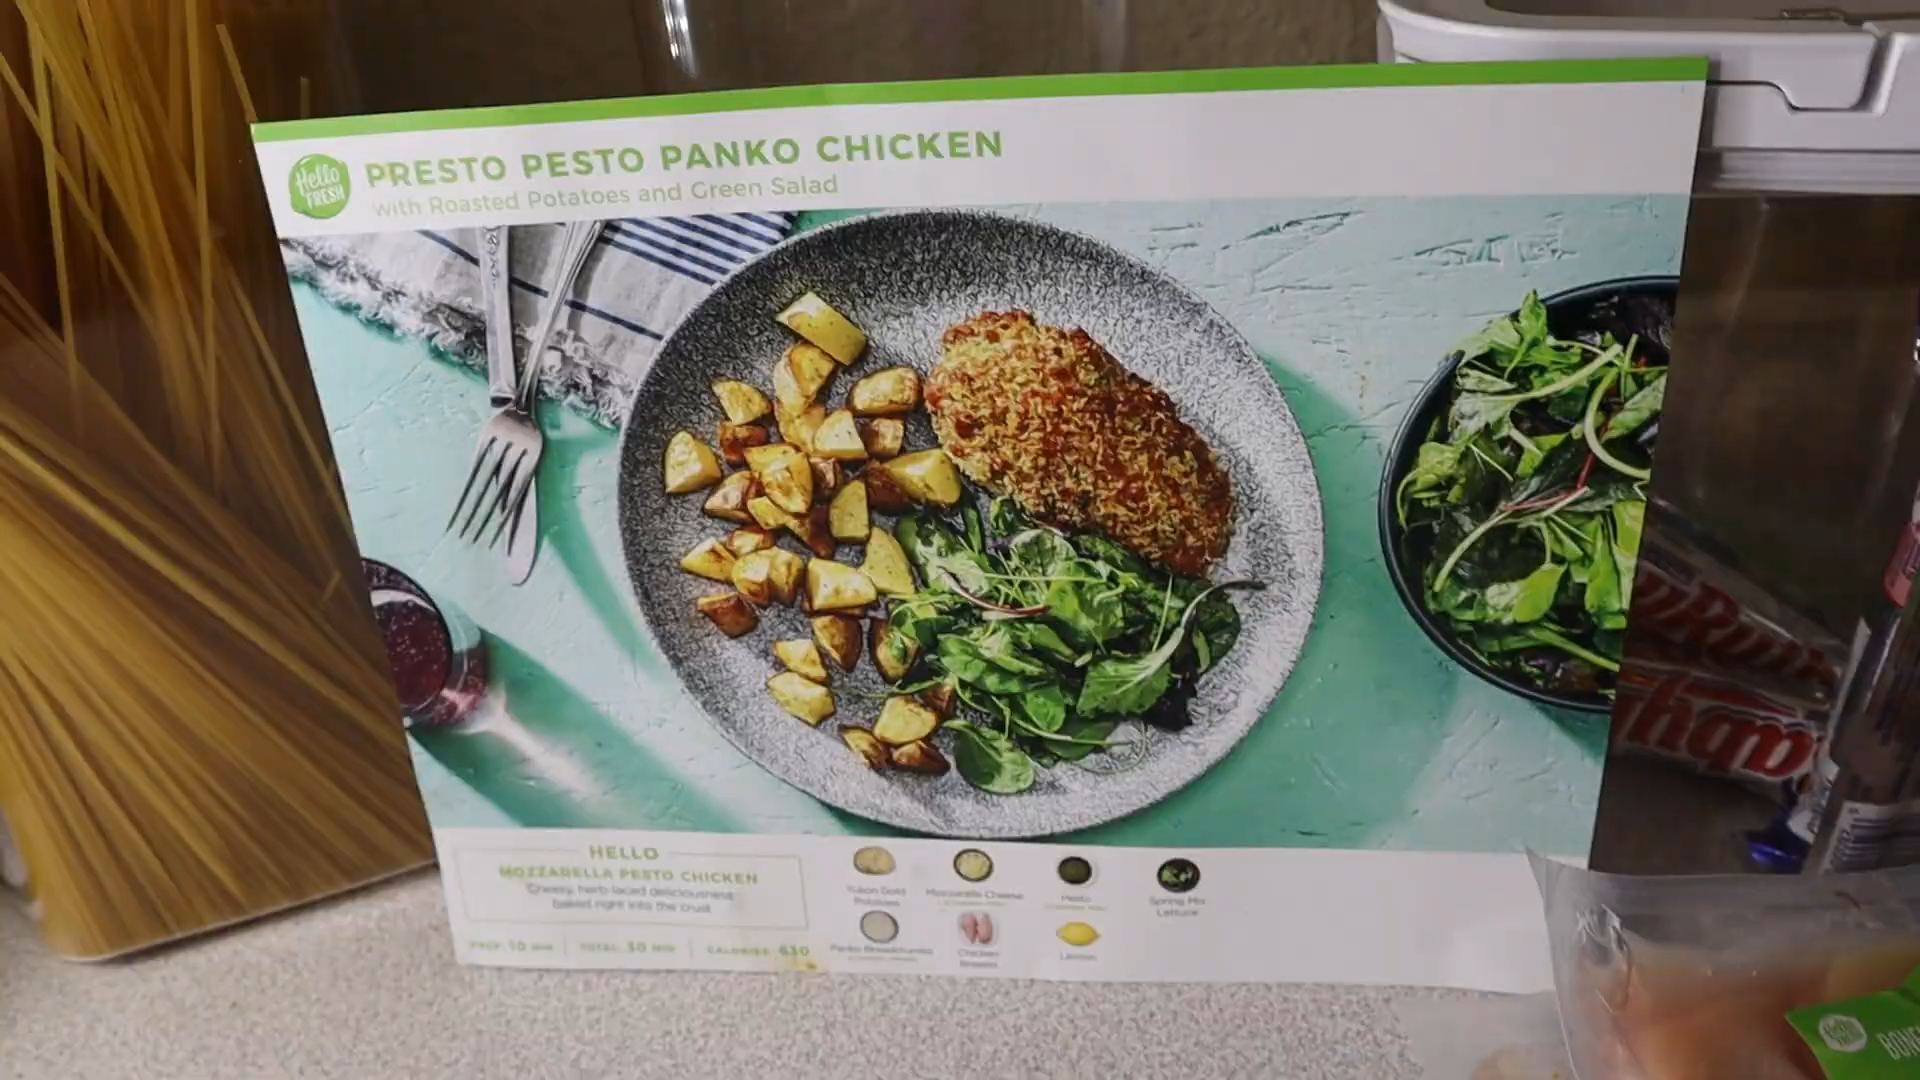 Hello
FRESH
PRESTO PESTO PANKO CHICKEN
with Roasted Potatoes and Green Salad
HELLO
MOZZARELLA PESTO CHICKEN
Cheesy, herb-laced deliciousness
baked right into the crust
PREP: 10 MIN
TOTAL: 30 MIN
CALORIES: 630
Yukon Gold
Potatoes
Mozzarella Cheese
Pesto
Spring Mix
Lettuce
Panko Breadcrumbs
Chicken
Breasts
Lemon